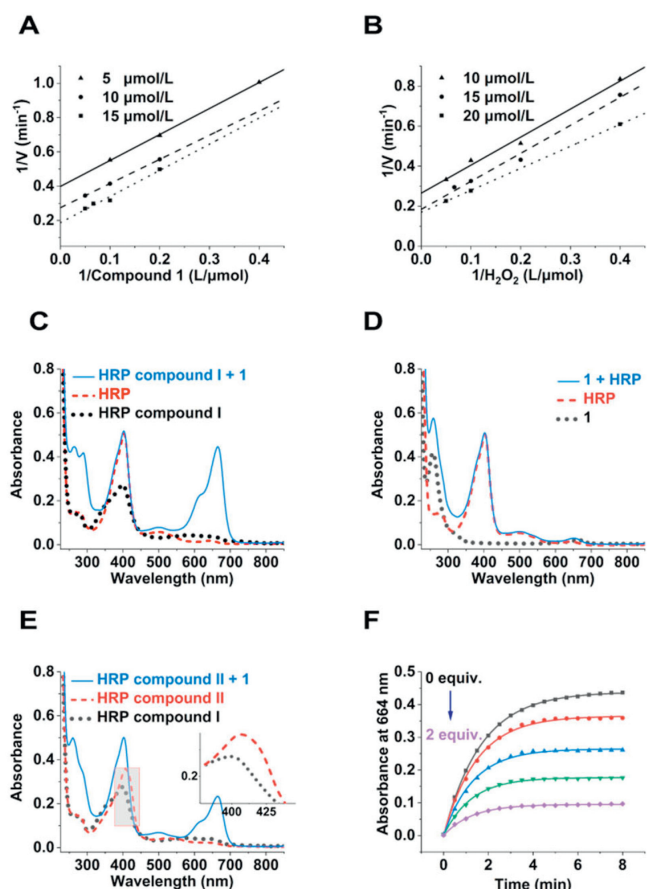 A
1/V (min⁻¹)
1.0
0.8
0.6
0.4
0.2
5 µmol/L
10 µmol/L
15 µmol/L
0.0 0.1 0.2 0.3 0.4
1/Compound 1 (L/µmol)
B
1/V (min⁻¹)
0.8
0.6
0.4
0.2
0.0
10 µmol/L
15 µmol/L
20 µmol/L
0.0 0.1 0.2 0.3 0.4
1/H₂O₂ (L/µmol)
C
Absorbance
0.8
0.6
0.4
0.2
0.0
HRP compound I + 1
HRP
HRP compound I
300 400 500 600 700 800
Wavelength (nm)
D
Absorbance
0.8
0.6
0.4
0.2
0.0
1 + HRP
HRP
1
300 400 500 600 700 800
Wavelength (nm)
E
Absorbance
0.8
0.6
0.4
0.2
0.0
HRP compound II + 1
HRP compound II
HRP compound I
0.2
400 425
300 400 500 600 700 800
Wavelength (nm)
F
Absorbance at 664 nm
0.5
0.4
0.3
0.2
0.1
0.0
0 equiv.
2 equiv.
0 2 4 6 8
Time (min)